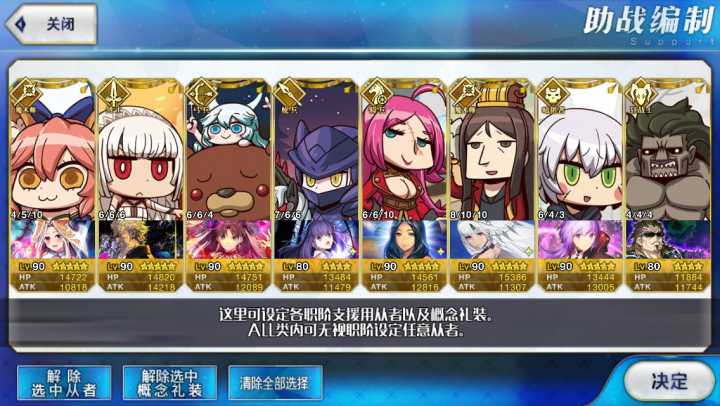 关闭
助战编制
Support
4/5/10
6/6/6
6/6/4
7/6/6
6/6/10
8/10/10
6/4/3
4/4/4
Lv.90
HP 14722
ATK 10818
Lv.90
HP 14820
ATK 14218
Lv.90
HP 14751
ATK 12089
Lv.80
HP 13484
ATK 11479
Lv.90
HP 14561
ATK 12816
Lv.90
HP 15386
ATK 11307
Lv.90
HP 13444
ATK 13005
Lv.80
HP 11884
ATK 11744
这里可设定各职阶支援用从者以及概念礼装。
ALL类内可无视职阶设定任意从者。
解 除
选中从者
解除选中
概念礼装
清除全部选择
决定